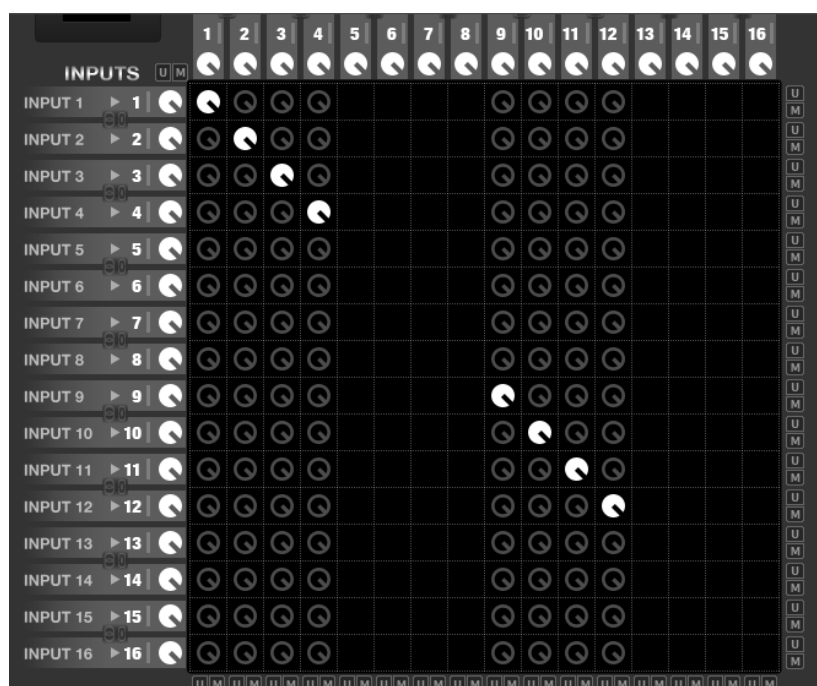 1 2 3 4 5 6 7 8 9 10 11 12 13 14 15 16
INPUTS U M
INPUT 1 1 U M
INPUT 2 2 U M
INPUT 3 3 U M
INPUT 4 4 U M
INPUT 5 5 U M
INPUT 6 6 U M
INPUT 7 7 U M
INPUT 8 8 U M
INPUT 9 9 U M
INPUT 10 10 U M
INPUT 11 11 U M
INPUT 12 12 U M
INPUT 13 13 U M
INPUT 14 14 U M
INPUT 15 15 U M
INPUT 16 16 U M
U M U M U M U M U M U M U M U M U M U M U M U M U M U M U M U M